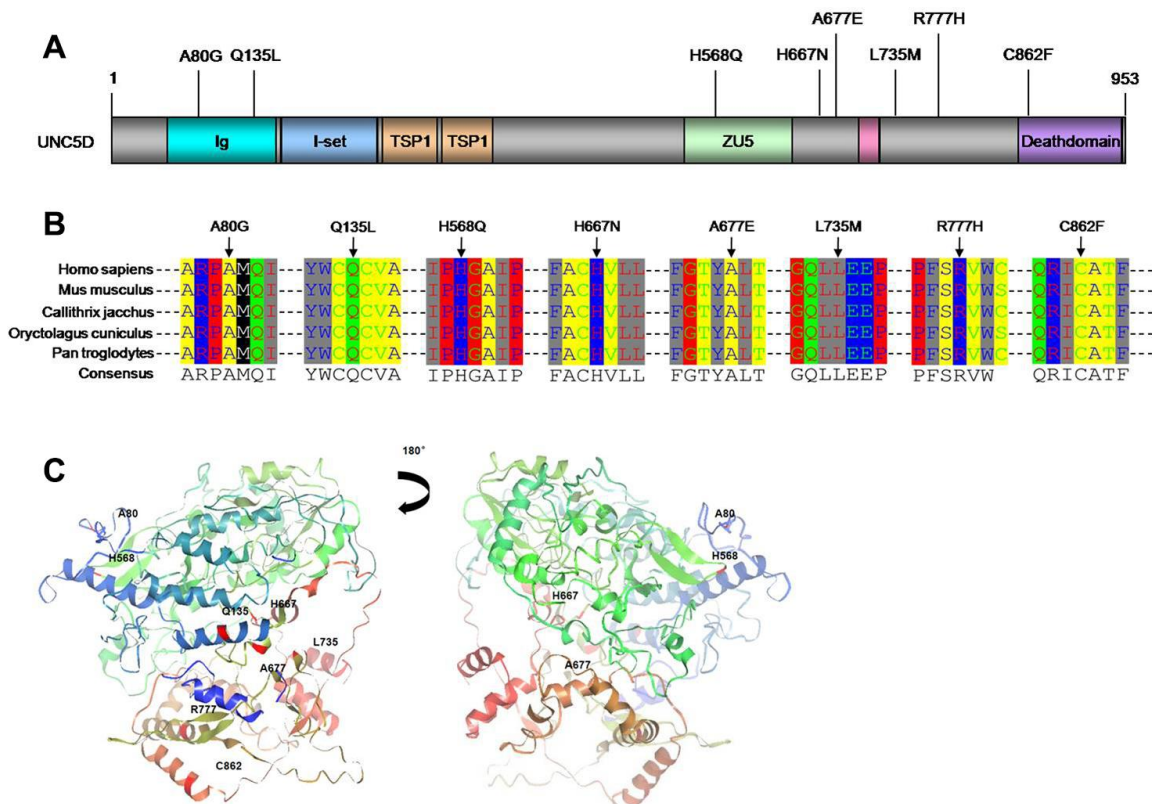 A
A677E R777H
A80G Q135L H568Q H667N L735M C862F
1 953
UNC5D Ig I-set TSP1 TSP1 ZU5 Deathdomain
B
A80G Q135L H568Q H667N A677E L735M R777H C862F
Homo sapiens ARPAMQI YWCQCVA IPHGAIP FACHVLL FGTYALT GQLLEEP PFSRVWC QRICATF
Mus musculus ARPAMQI YWCQCVA IPHGAIP FACHVLL FGTYALT GQLLEEP PFSRVWS QRICATF
Callithrix jacchus ARPAMQI YWCQCVA IPHGAIP FACHVLL FGTYALT GQLLEEP PFSRVWC QRICATF
Oryctolagus cuniculus ARPAMQI YWCQCVA IPHGAIP FACHVLL FGTYALT GQLLEEP PFSRVWS QRICATF
Pan troglodytes ARPAMQI YWCQCVA IPHGAIP FACHVLL FGTYALT GQLLEEP PFSRVWC QRICATF
Consensus ARPAMQI YWCQCVA IPHGAIP FACHVLL FGTYALT GQLLEEP PFSRVW QRICATF
C
180°
A80
H568
Q135
H667
L735
A677
R777
C862
A80
H568
H667
A677